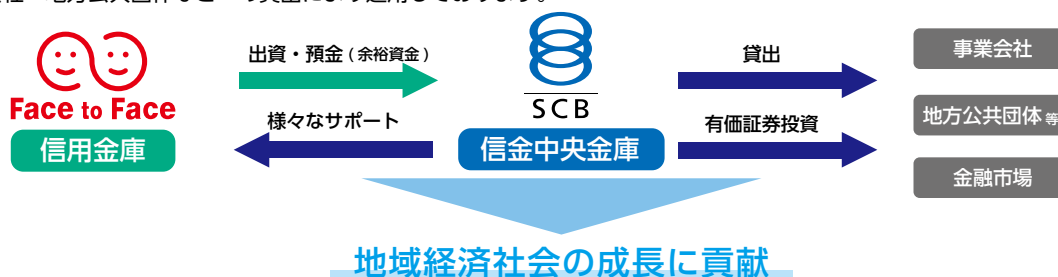 出資・預金(余裕資金)
貸出
事業会社
Face to Face
SCB
様々なサポート
有価証券投資
地方公共団体等
信用金庫
信金中央金庫
金融市場
地域経済社会の成長に貢献